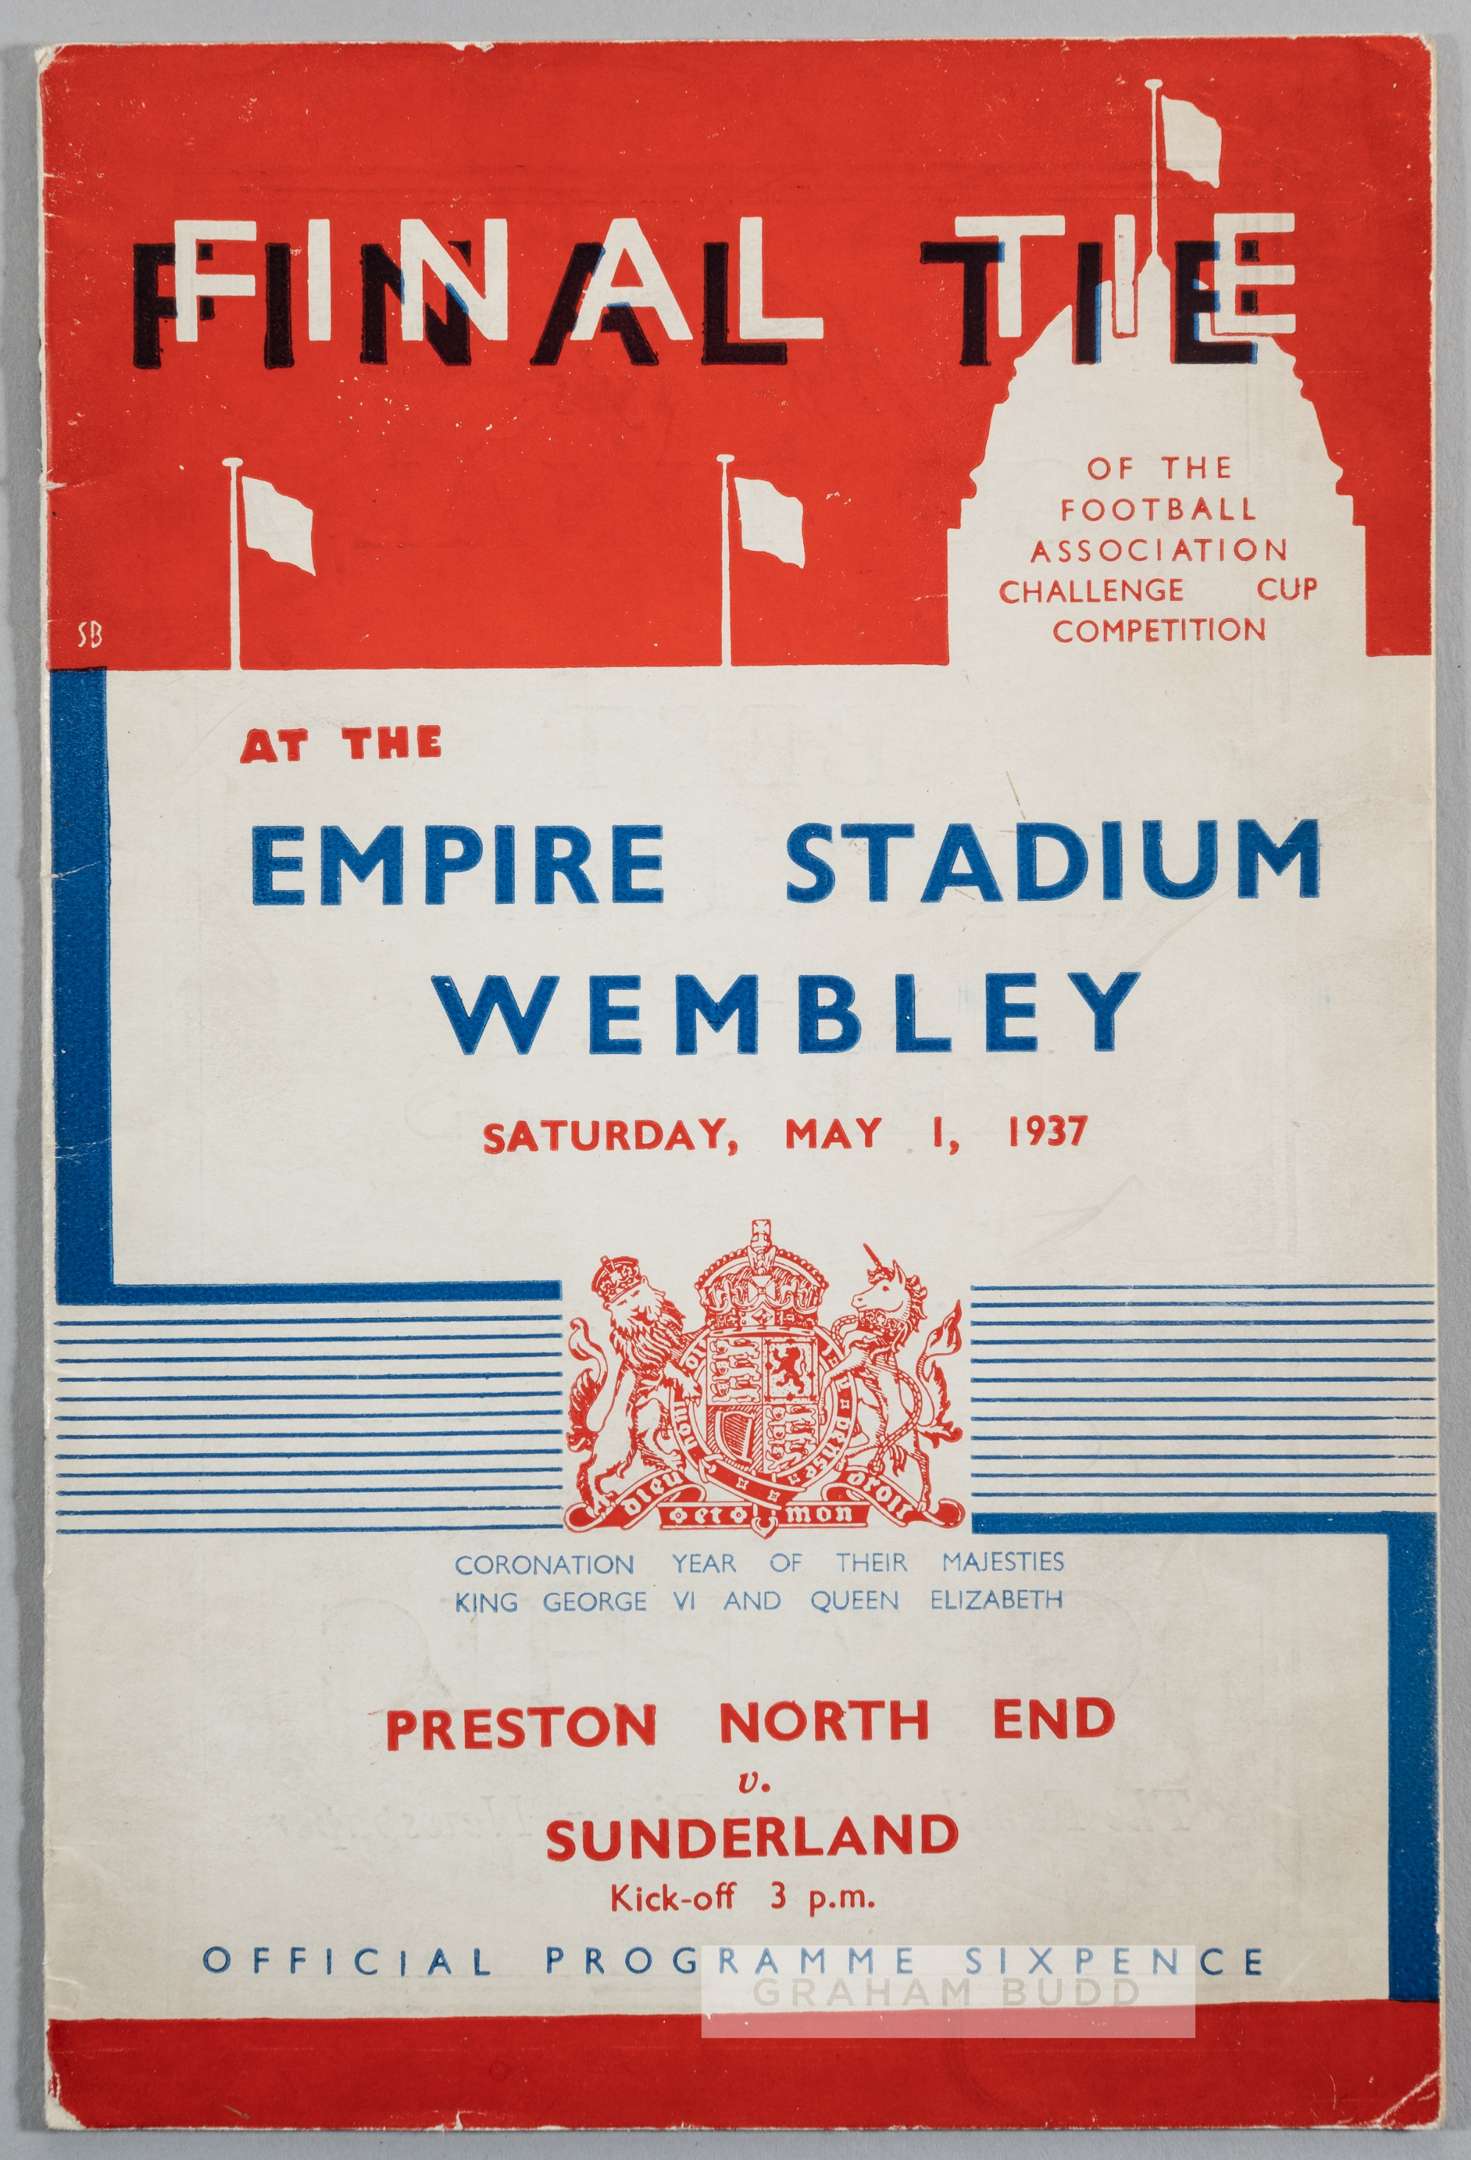 FINAL TIE
OF THE
FOOTBALL
ASSOCIATION
CHALLENGE CUP
COMPETITION
SB
AT THE
EMPIRE STADIUM
WEMBLEY
SATURDAY, MAY 1, 1937
dieu et mon droit
CORONATION YEAR OF THEIR MAJESTIES
KING GEORGE VI AND QUEEN ELIZABETH
PRESTON NORTH END
v.
SUNDERLAND
Kick-off 3 p.m.
OFFICIAL PROGRAMME SIXPENCE
GRAHAM BUDD